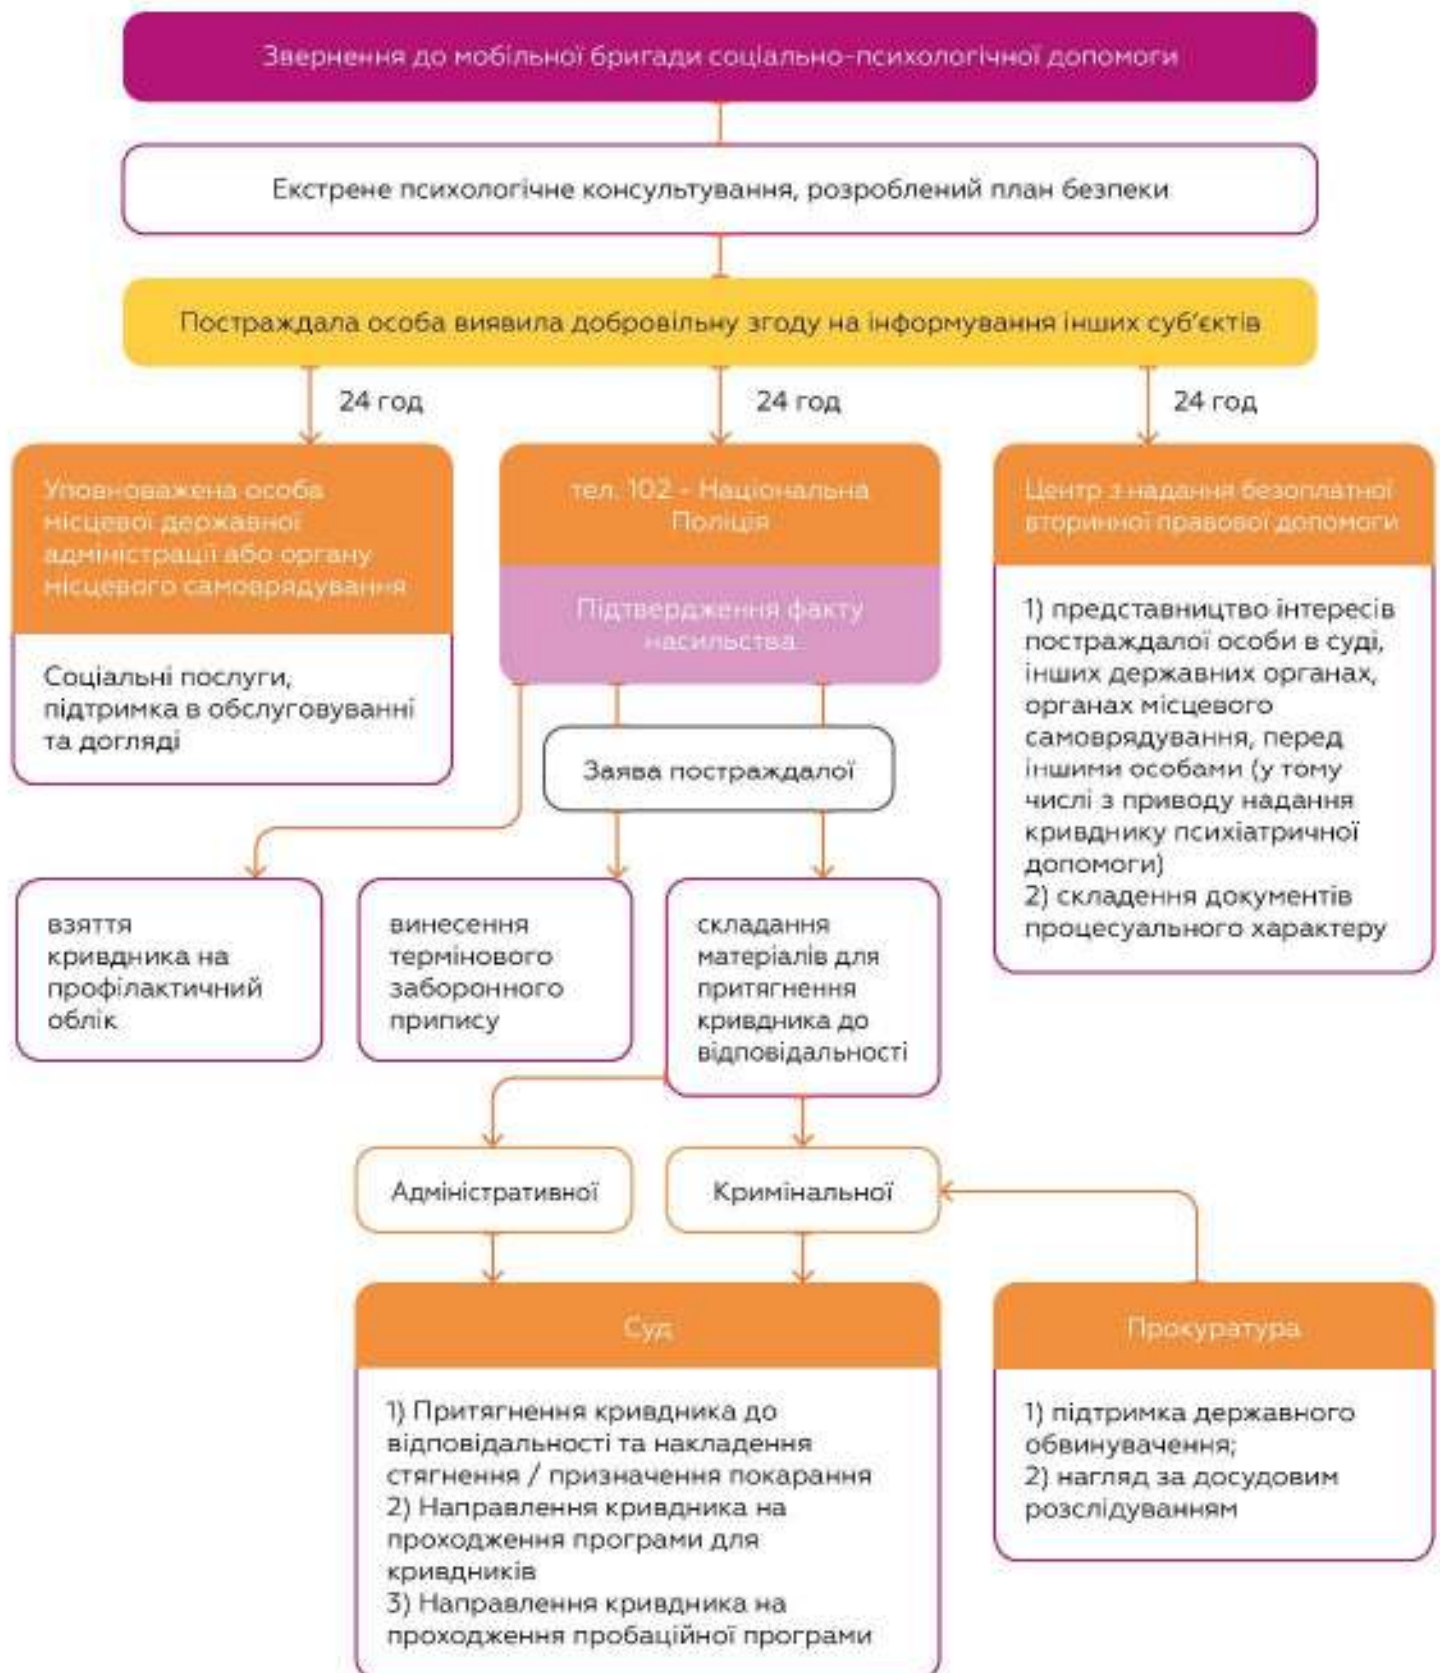 Звернення до мобільної бригади соціально-психологічної допомоги
Екстрене психологічне консультування, розроблений план безпеки
Постраждала особа виявила добровільну згоду на інформування інших суб'єктів
24 год
24 год
24 год
Уповноважена особа
місцевої державної
адміністрації або органу
місцевого самоврядування
Соціальні послуги,
підтримка в обслуговуванні
та догляді
тел. 102 - Національна
Поліція
Підтвердження факту
насильства
Центр з надання безоплатної
вторинної правової допомоги
1) представництво інтересів
постраждалої особи в суді,
інших державних органах,
органах місцевого
самоврядування, перед
іншими особами (у тому
числі з приводу надання
кривднику психіатричної
допомоги)
2) складення документів
процесуального характеру
Заява постраждалої
взяття
кривдника на
профілактичний
облік
винесення
термінового
заборонного
припису
складання
матеріалів для
притягнення
кривдника до
відповідальності
Адміністративної
Кримінальної
Суд
1) Притягнення кривдника до
відповідальності та накладення
стягнення / призначення покарання
2) Направлення кривдника на
проходження програми для
кривдників
3) Направлення кривдника на
проходження пробаційної програми
Прокуратура
1) підтримка державного
обвинувачення;
2) нагляд за досудовим
розслідуванням